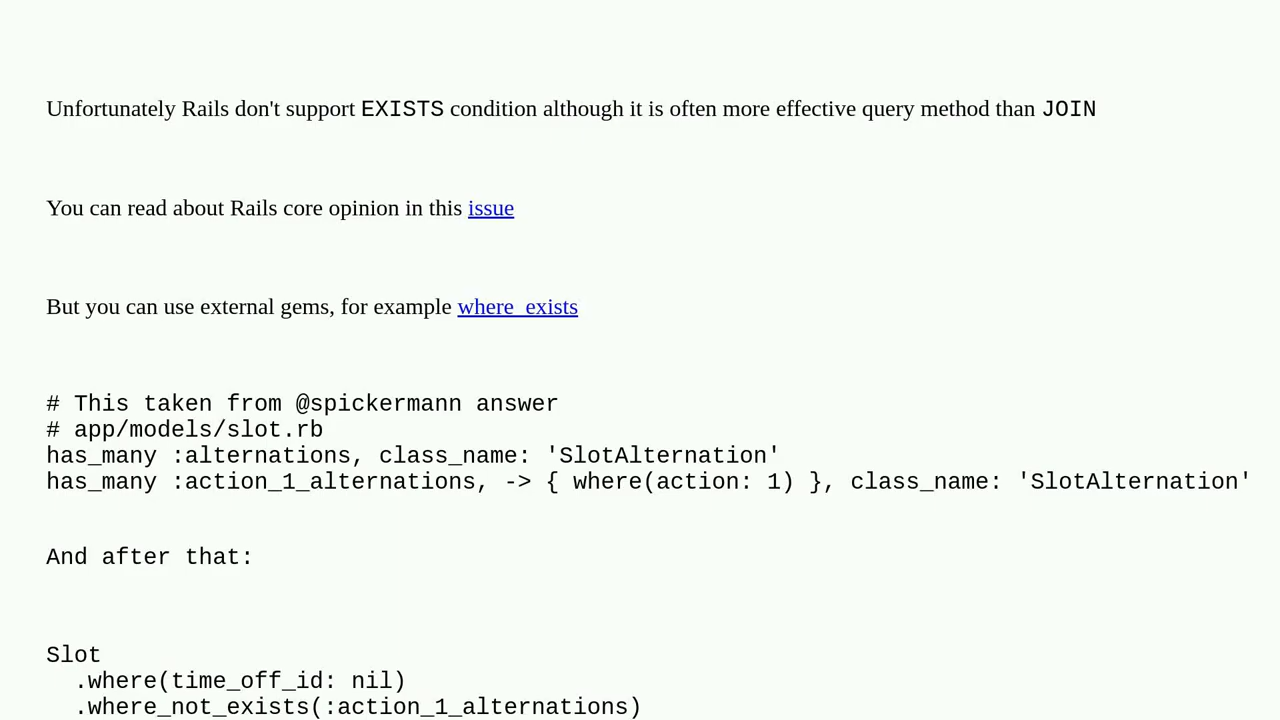 Unfortunately Rails don't support EXISTS condition although it is often more effective query method than JOIN
You can read about Rails core opinion in this issue
But you can use external gems, for example where_exists
# This taken from @spickermann answer
# app/models/slot.rb
has_many :alternations, class_name: 'SlotAlternation'
has_many :action_1_alternations, -> { where(action: 1) }, class_name: 'SlotAlternation'
And after that:
Slot
  .where(time_off_id: nil)
  .where_not_exists(:action_1_alternations)